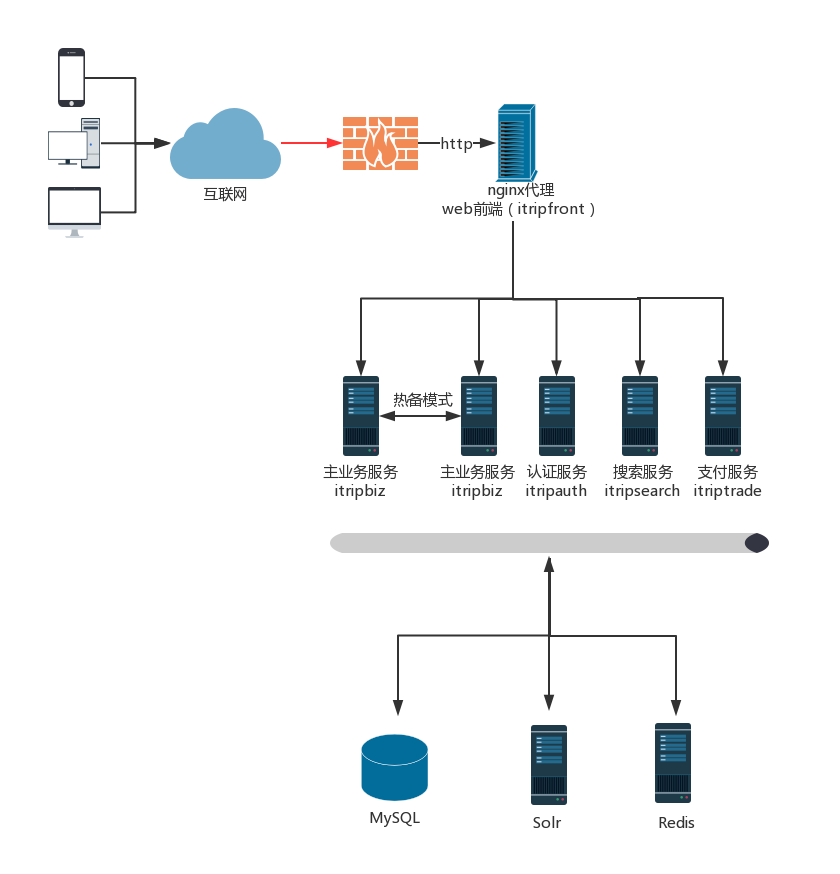 互联网
http
nginx代理
web前端（itripfront）
热备模式
主业务服务
itripbiz
主业务服务
itripbiz
认证服务
itripauth
搜索服务
itripsearch
支付服务
itriptrade
MySQL
Solr
Redis